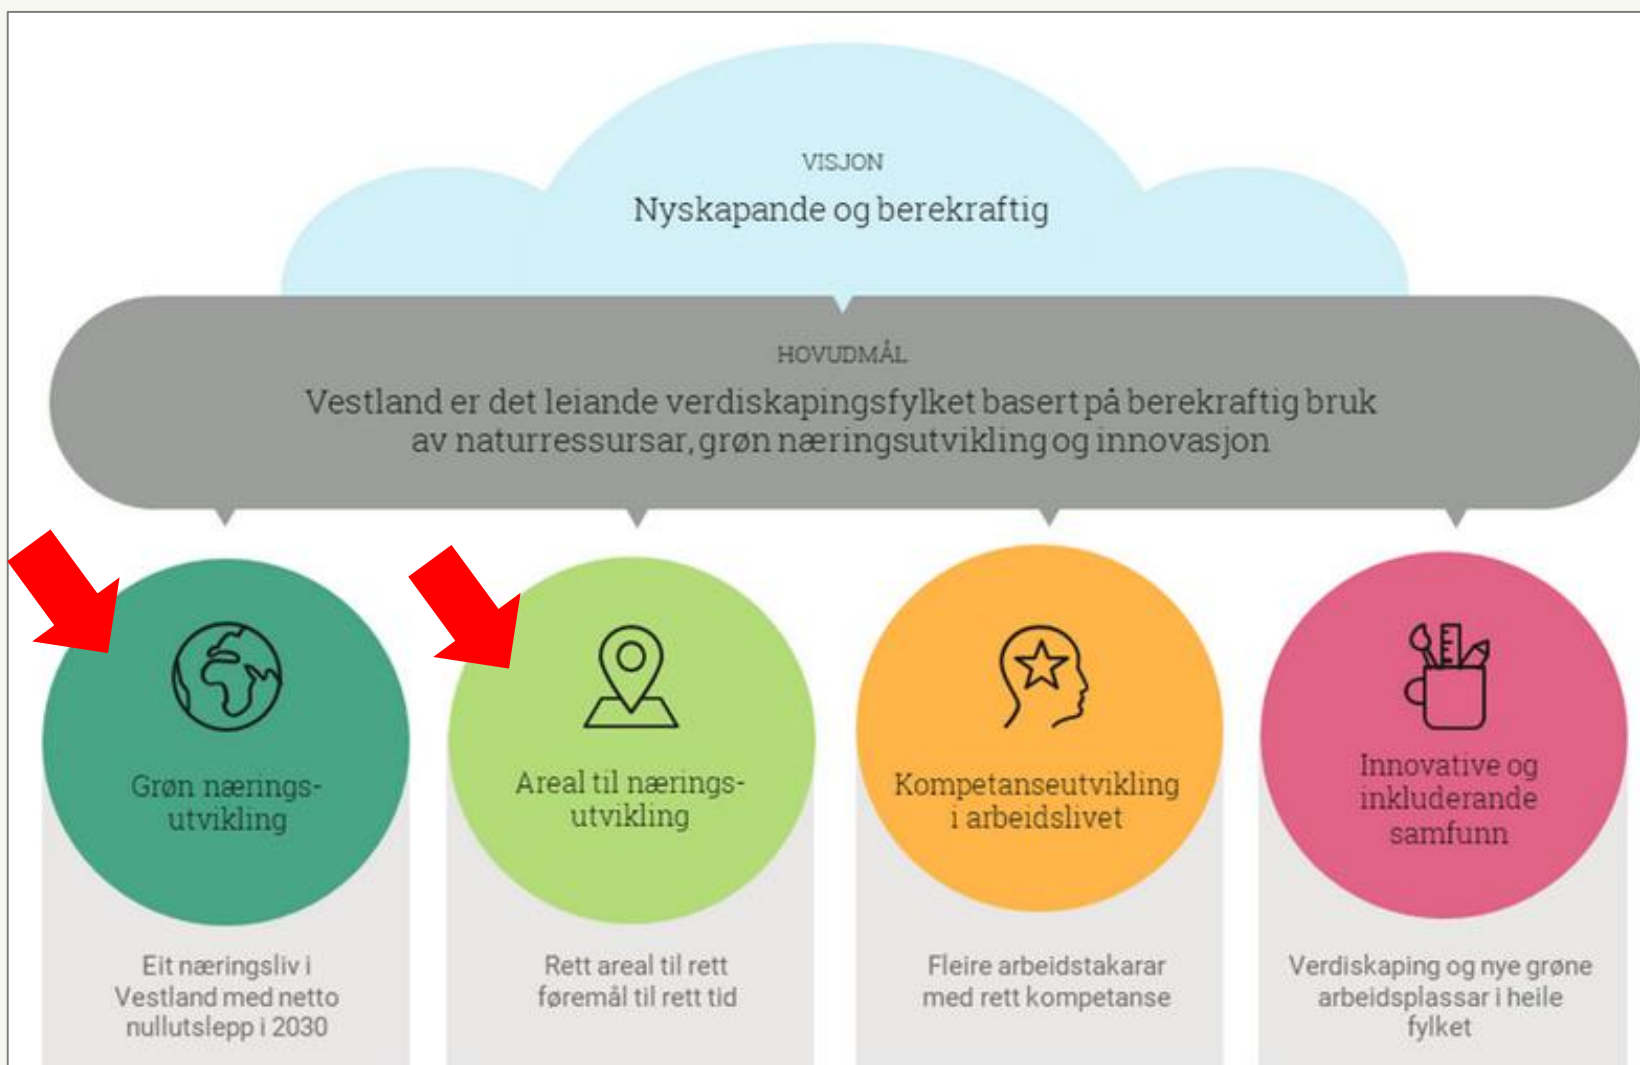 VISJON
Nyskapande og berekraftig
HOVUDMÅL
Vestland er det leiande verdiskapingsfylket basert på berekraftig bruk
av naturressursar, grøn næringsutvikling og innovasjon
Grøn nærings-
utvikling
Eit næringsliv i
Vestland med netto
nullutslepp i 2030
Areal til nærings-
utvikling
Rett areal til rett
føremål til rett tid
Kompetanseutvikling
i arbeidslivet
Fleire arbeidstakarar
med rett kompetanse
Innovative og
inkluderande
samfunn
Verdiskaping og nye grøne
arbeidsplassar i heile
fylket